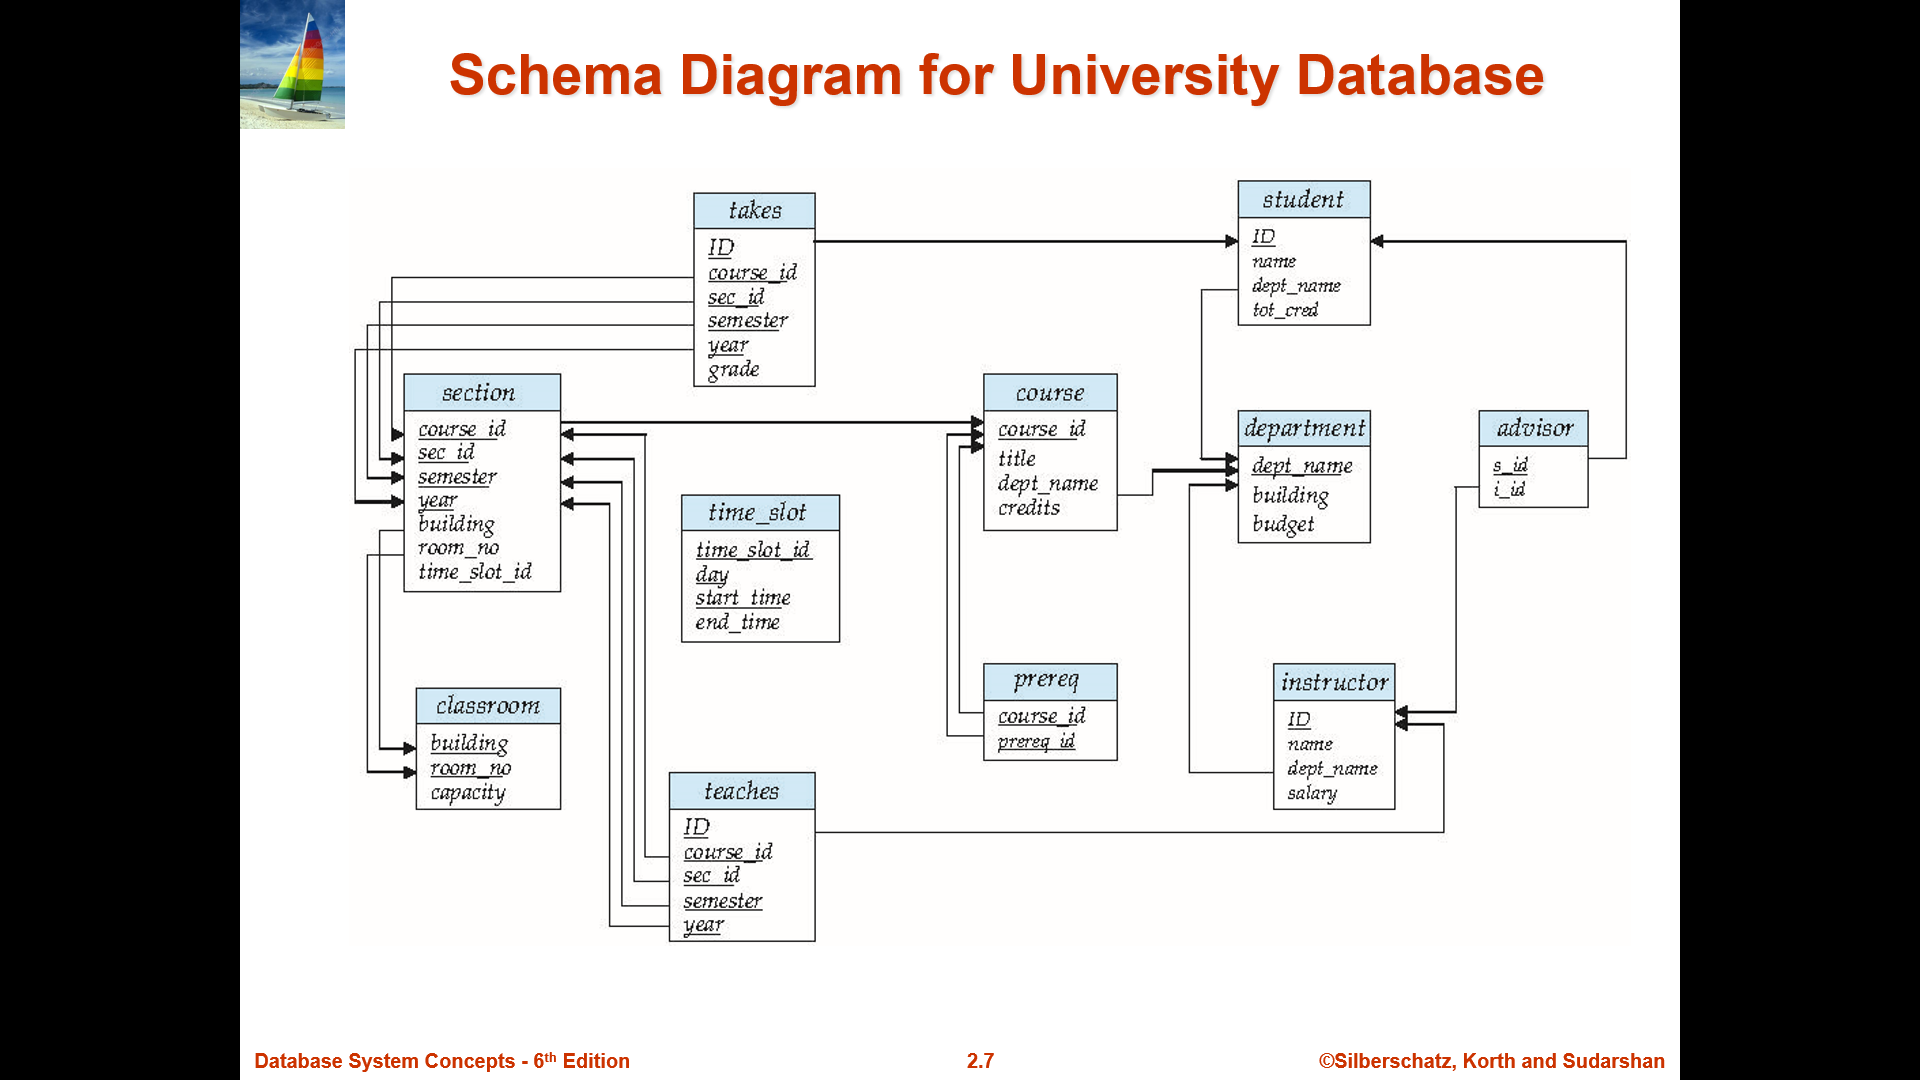 Schema Diagram for University Database
takes
ID
course_id
sec_id
semester
year
grade
student
ID
name
dept_name
tot_cred
section
course_id
sec_id
semester
year
building
room_no
time_slot_id
course
course_id
title
dept_name
credits
department
dept_name
building
budget
advisor
s_id
i_id
time_slot
time_slot_id
day
start_time
end_time
classroom
building
room_no
capacity
prereq
course_id
prereq_id
instructor
ID
name
dept_name
salary
teaches
ID
course_id
sec_id
semester
year
Database System Concepts - 6th Edition
2.7
©Silberschatz, Korth and Sudarshan